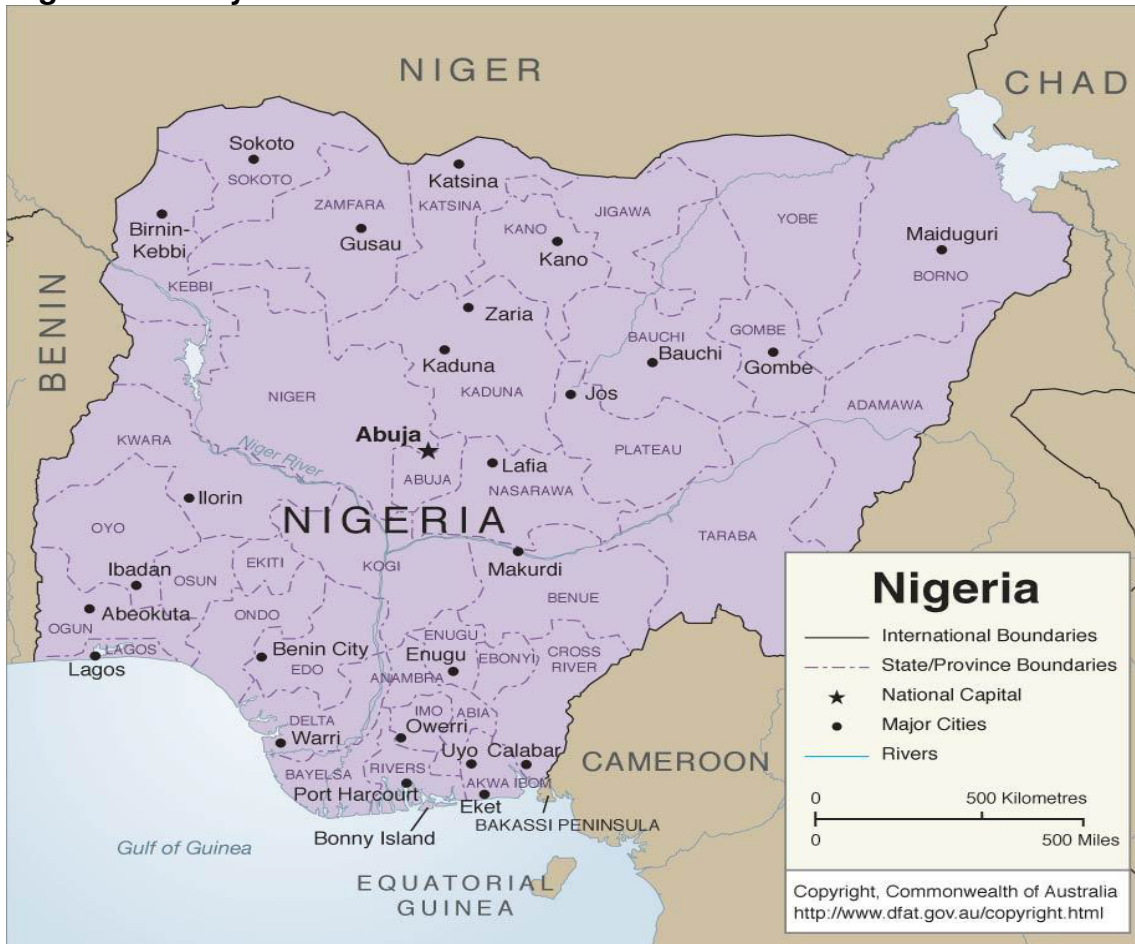 NIGER
CHAD
BENIN
Sokoto
SOKOTO
Katsina
KATSINA
ZAMFARA
Gusau
Birnin-
Kebbi
KEBBI
KANO
Kano
JIGAWA
YOBE
Maiduguri
BORNO
Zaria
Kaduna
KADUNA
BAUCHI
Bauchi
GOMBE
Gombe
Jos
NIGER
ADAMAWA
KWARA
Niger River
Abuja
ABUJA
Lafia
NASARAWA
PLATEAU
Ilorin
NIGERIA
OYO
TARABA
Ibadan
OSUN
EKITI
KOGI
Makurdi
BENUE
Abeokuta
OGUN
ONDO
LAGOS
Lagos
Benin City
EDO
ENUGU
Enugu
EBONYI
CROSS
RIVER
ANAMBRA
DELTA
Warri
IMO
ABIA
Owerri
Uyo
Calabar
BAYELSA
RIVERS
Port Harcourt
AKWA IBOM
Eket
Bonny Island
BAKASSI PENINSULA
CAMEROON
Gulf of Guinea
EQUATORIAL
GUINEA
Nigeria
International Boundaries
State/Province Boundaries
National Capital
Major Cities
Rivers
0 500 Kilometres
0 500 Miles
Copyright, Commonwealth of Australia
http://www.dfat.gov.au/copyright.html